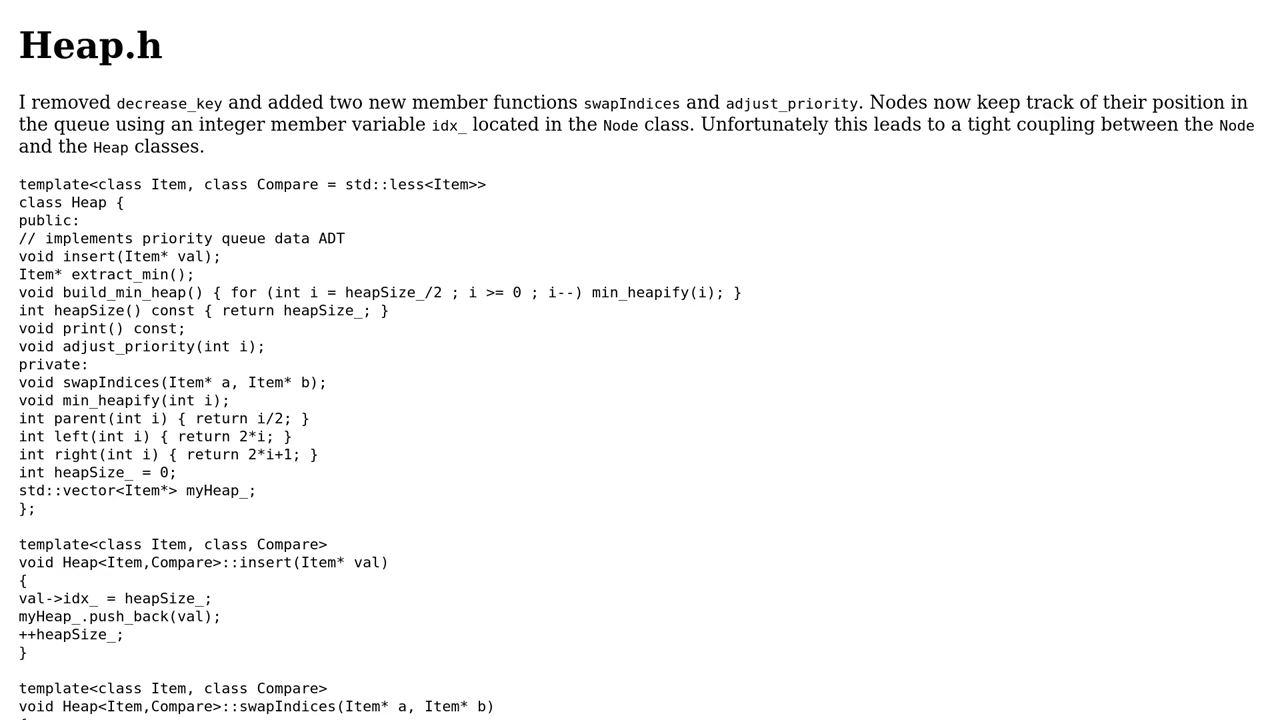 Heap.h
I removed decrease_key and added two new member functions swapIndices and adjust_priority. Nodes now keep track of their position in
the queue using an integer member variable idx_ located in the Node class. Unfortunately this leads to a tight coupling between the Node
and the Heap classes.
template<class Item, class Compare = std::less<Item>>
class Heap {
public:
// implements priority queue data ADT
void insert(Item* val);
Item* extract_min();
void build_min_heap() { for (int i = heapSize_/2 ; i >= 0 ; i--) min_heapify(i); }
int heapSize() const { return heapSize_; }
void print() const;
void adjust_priority(int i);
private:
void swapIndices(Item* a, Item* b);
void min_heapify(int i);
int parent(int i) { return i/2; }
int left(int i) { return 2*i; }
int right(int i) { return 2*i+1; }
int heapSize_ = 0;
std::vector<Item*> myHeap_;
};
template<class Item, class Compare>
void Heap<Item,Compare>::insert(Item* val)
{
val->idx_ = heapSize_;
myHeap_.push_back(val);
++heapSize_;
}
template<class Item, class Compare>
void Heap<Item,Compare>::swapIndices(Item* a, Item* b)